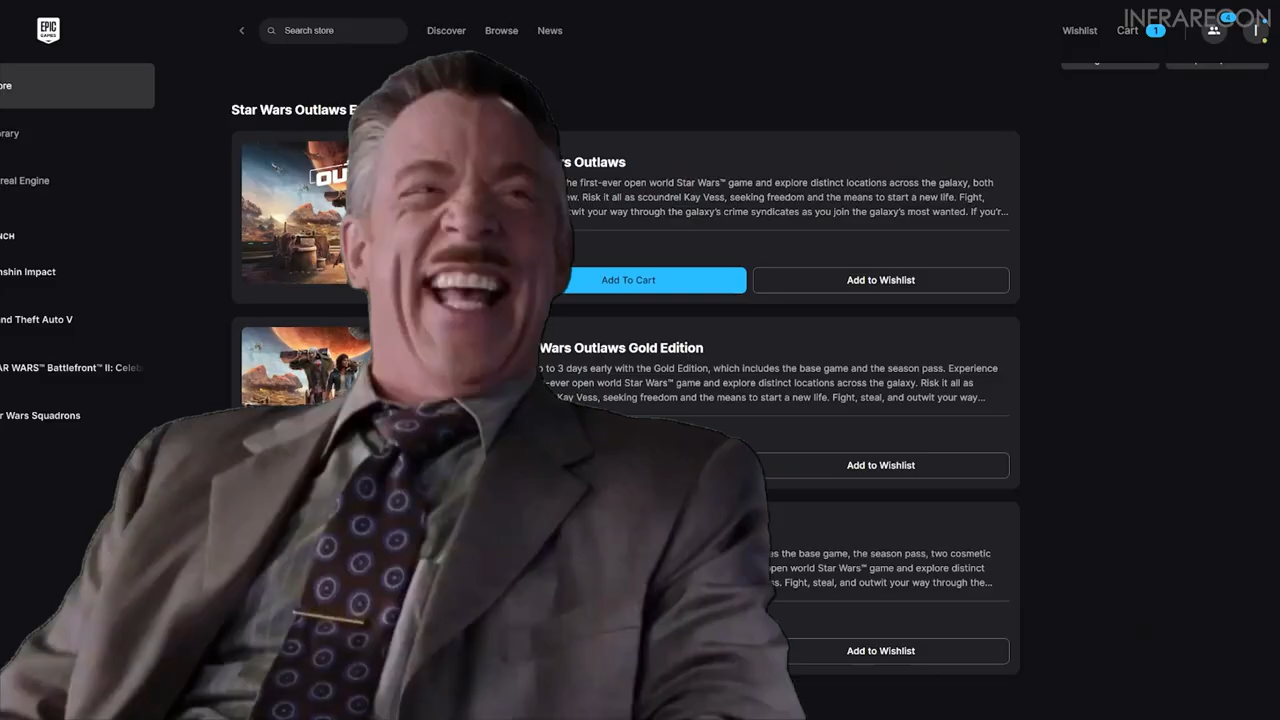 INFRARECON
EPIC
GAMES
Search store
Discover
Browse
News
Wishlist
Cart
1
4
I
ore
Star Wars Outlaws E
rary
OU
rs Outlaws
he first-ever open world Star Wars™ game and explore distinct locations across the galaxy, both
ew. Risk it all as scoundrel Kay Vess, seeking freedom and the means to start a new life. Fight,
twit your way through the galaxy's crime syndicates as you join the galaxy's most wanted. If you'r...
real Engine
NCH
nshin Impact
Add To Cart
Add to Wishlist
nd Theft Auto V
Wars Outlaws Gold Edition
AR WARS™ Battlefront™ II: Celeb
p to 3 days early with the Gold Edition, which includes the base game and the season pass. Experience
-ever open world Star Wars™ game and explore distinct locations across the galaxy. Risk it all as
Kay Vess, seeking freedom and the means to start a new life. Fight, steal, and outwit your way...
r Wars Squadrons
Add to Wishlist
es the base game, the season pass, two cosmetic
open world Star Wars™ game and explore distinct
ss. Fight, steal, and outwit your way through the...
Add to Wishlist